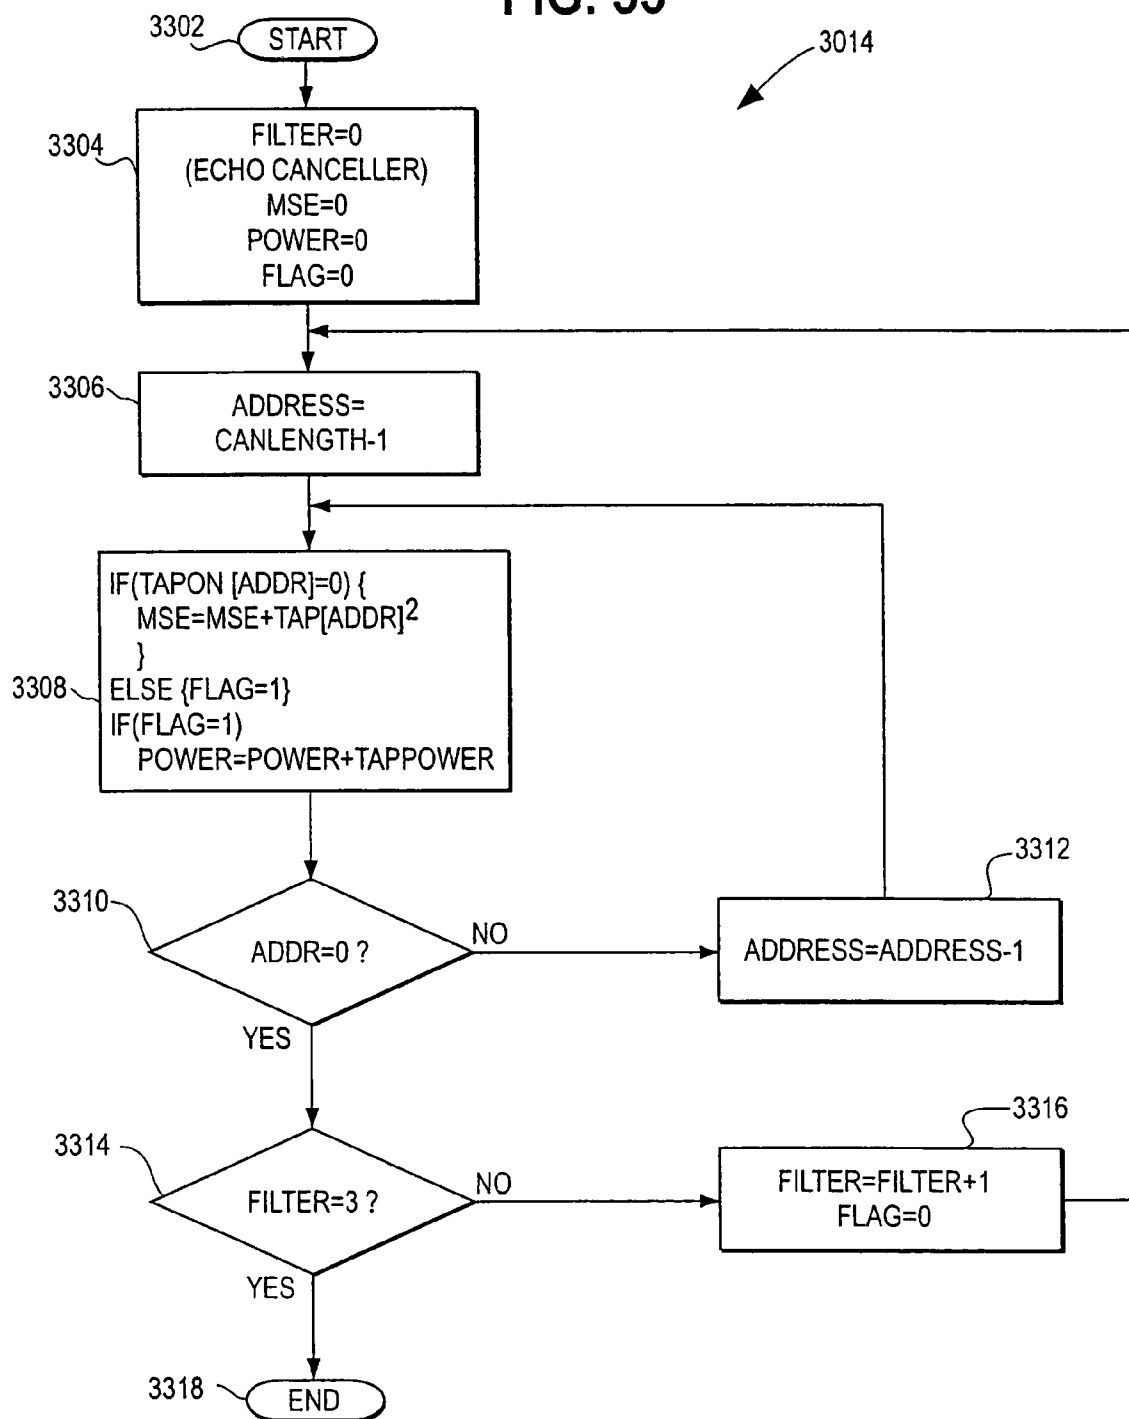 3302
START
3014
3304
FILTER=0
(ECHO CANCELLER)
MSE=0
POWER=0
FLAG=0
3306
ADDRESS=
CANLENGTH-1
3308
IF(TAPON [ADDR]=0) {
MSE=MSE+TAP[ADDR]2
}
ELSE {FLAG=1}
IF(FLAG=1)
POWER=POWER+TAPPOWER
3310
ADDR=0 ?
NO
YES
3312
ADDRESS=ADDRESS-1
3314
FILTER=3 ?
NO
YES
3316
FILTER=FILTER+1
FLAG=0
3318
END